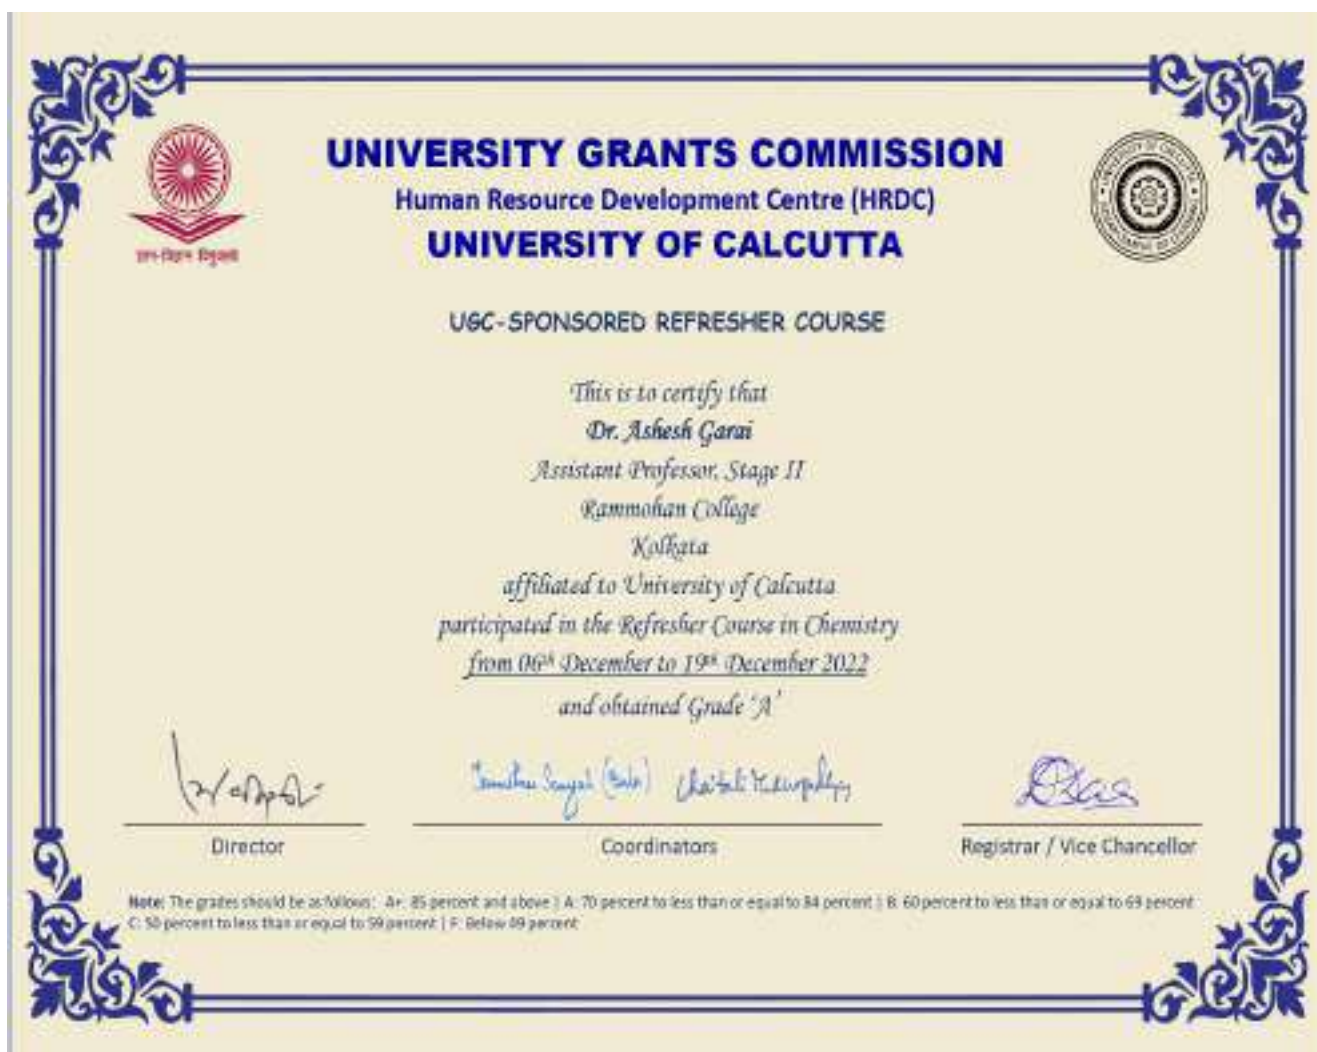 UNIVERSITY GRANTS COMMISSION
Human Resource Development Centre (HRDC)
UNIVERSITY OF CALCUTTA
UNIVERSITY OF CALCUTTA
ज्ञान-विज्ञान विमुक्तये
UGC-SPONSORED REFRESHER COURSE
This is to certify that
Dr. Ashesh Garai
Assistant Professor, Stage II
Rammohan College
Kolkata
affiliated to University of Calcutta
participated in the Refresher Course in Chemistry
from 06th December to 19th December 2022
and obtained Grade 'A'
Director
Coordinators
Registrar / Vice Chancellor
Note: The grades should be as follows: A+: 85 percent and above | A: 70 percent to less than or equal to 84 percent | B: 60 percent to less than or equal to 69 percent
C: 50 percent to less than or equal to 59 percent | F: Below 49 percent